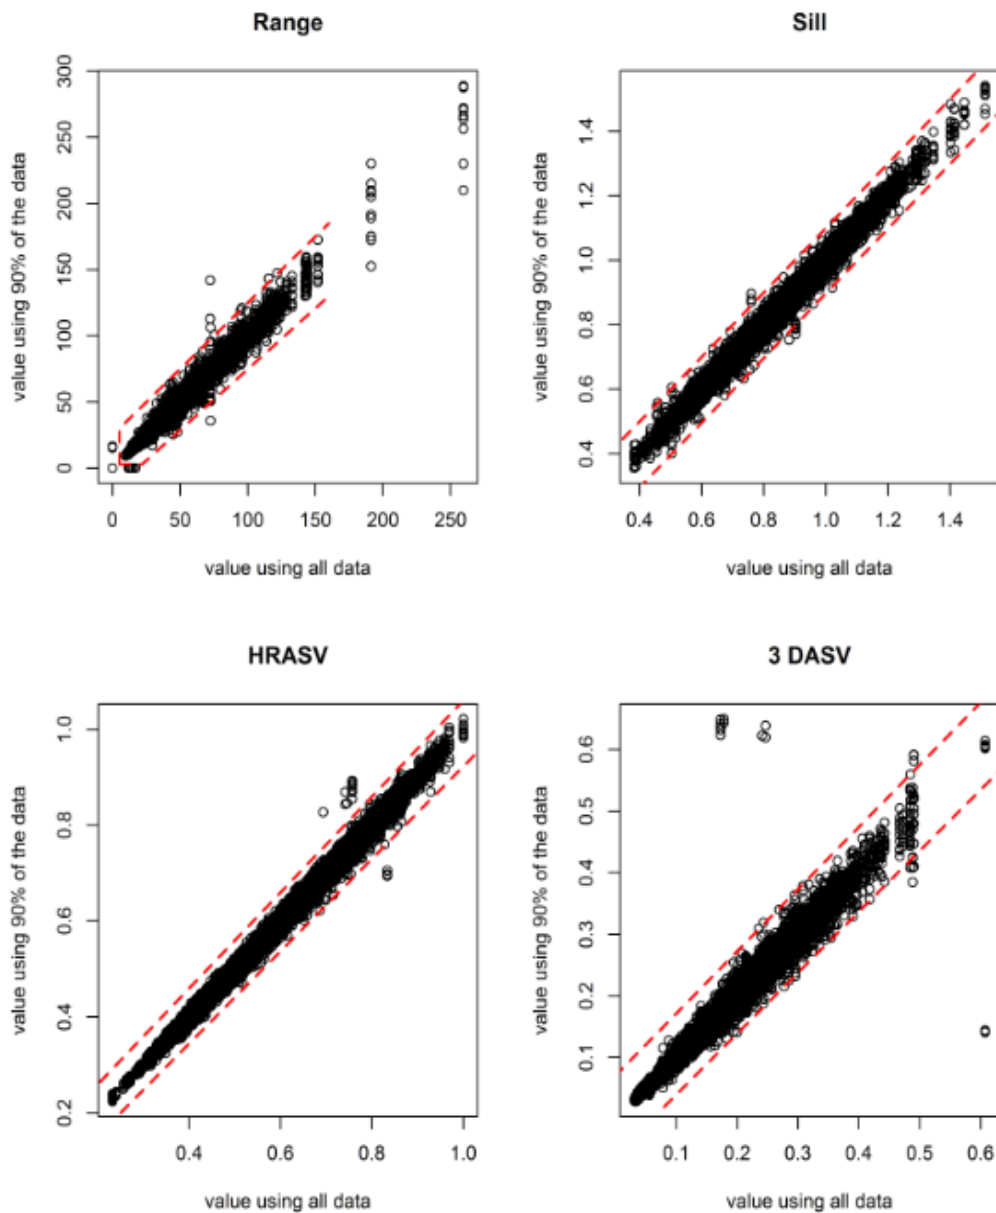 Range
value using 90% of the data
0 50 100 150 200 250 300
0 50 100 150 200 250
value using all data
Sill
value using 90% of the data
0.4 0.6 0.8 1.0 1.2 1.4
0.4 0.6 0.8 1.0 1.2 1.4
value using all data
HRASV
value using 90% of the data
0.2 0.4 0.6 0.8 1.0
0.4 0.6 0.8 1.0
value using all data
3 DASV
value using 90% of the data
0.1 0.2 0.3 0.4 0.5 0.6
0.1 0.2 0.3 0.4 0.5 0.6
value using all data